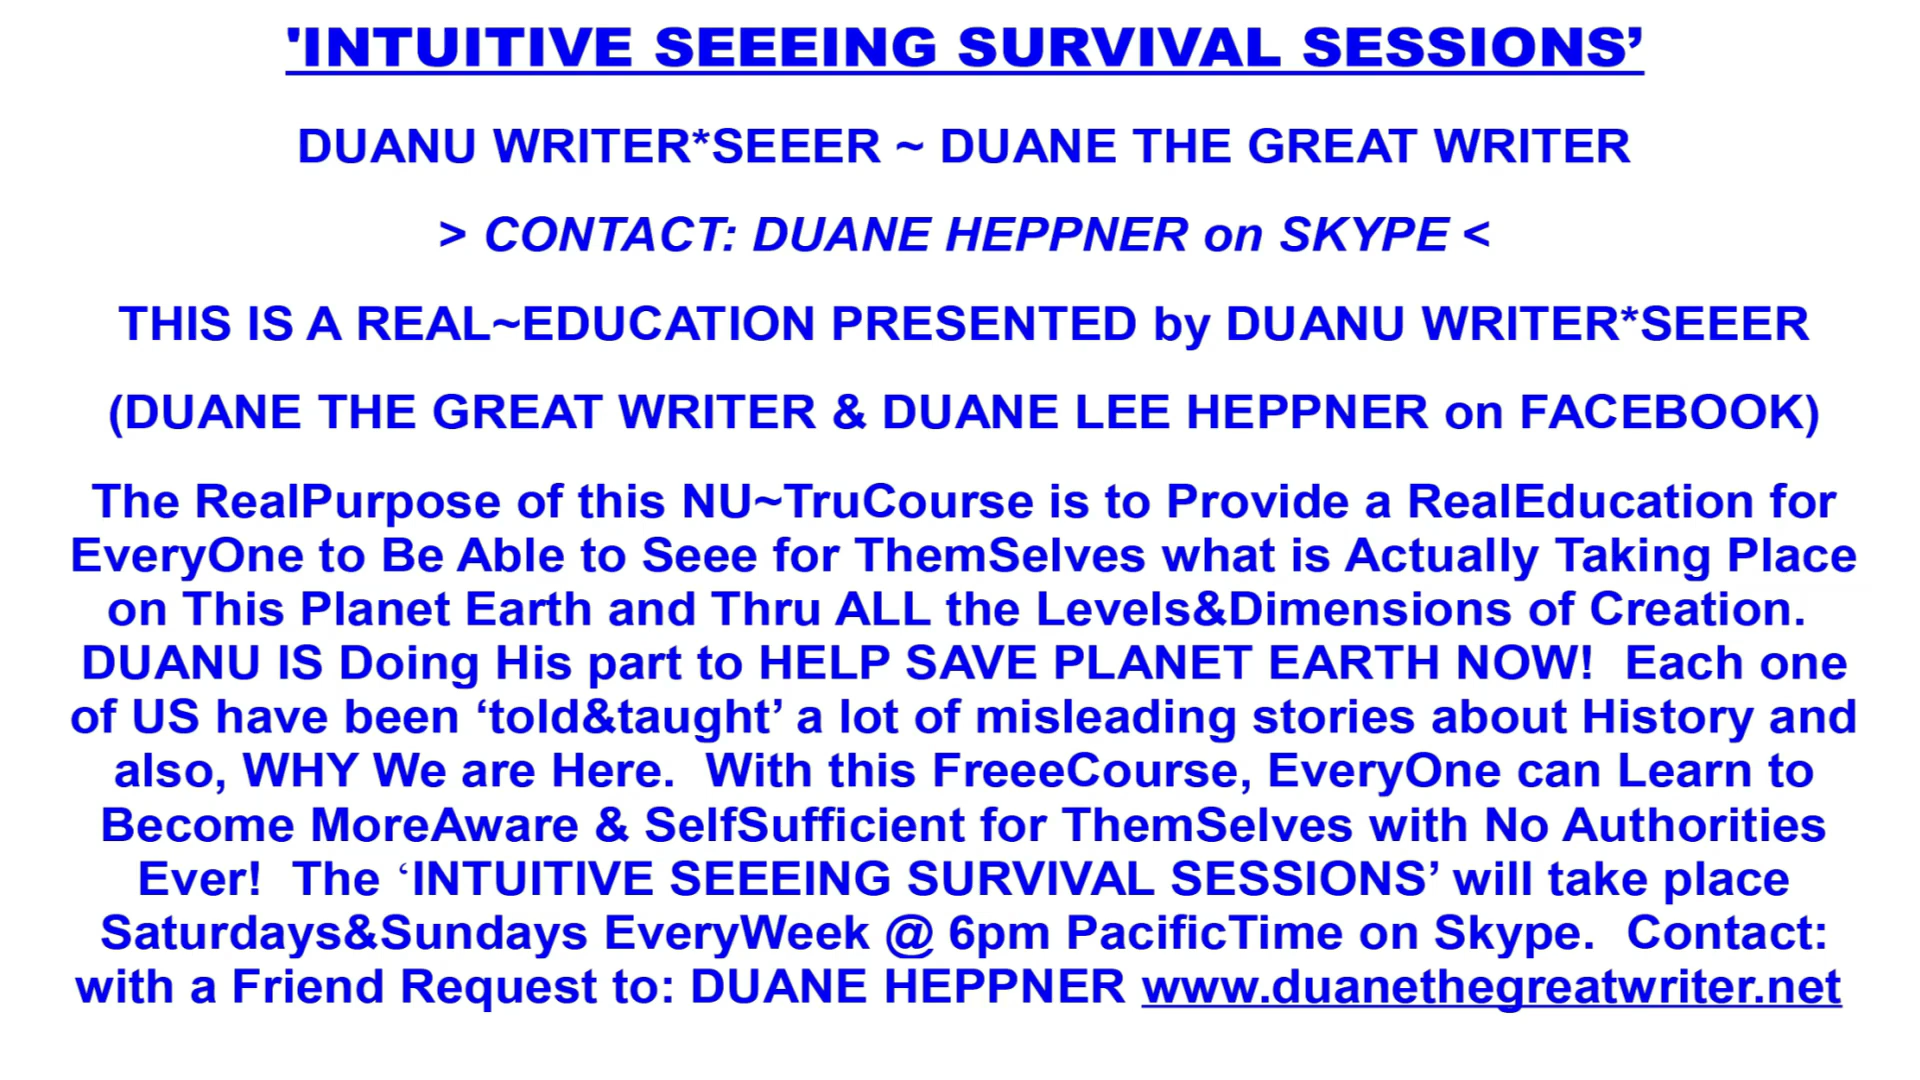 'INTUITIVE SEEEING SURVIVAL SESSIONS’
DUANU WRITER*SEEER ~ DUANE THE GREAT WRITER
> CONTACT: DUANE HEPPNER on SKYPE <
THIS IS A REAL~EDUCATION PRESENTED by DUANU WRITER*SEEER
(DUANE THE GREAT WRITER & DUANE LEE HEPPNER on FACEBOOK)
The RealPurpose of this NU~TruCourse is to Provide a RealEducation for
EveryOne to Be Able to Seee for ThemSelves what is Actually Taking Place
on This Planet Earth and Thru ALL the Levels&Dimensions of Creation.
DUANU IS Doing His part to HELP SAVE PLANET EARTH NOW!  Each one
of US have been ‘told&taught’ a lot of misleading stories about History and
also, WHY We are Here.  With this FreeeCourse, EveryOne can Learn to
Become MoreAware & SelfSufficient for ThemSelves with No Authorities
Ever!  The ‘INTUITIVE SEEEING SURVIVAL SESSIONS’ will take place
Saturdays&Sundays EveryWeek @ 6pm PacificTime on Skype.  Contact:
with a Friend Request to: DUANE HEPPNER www.duanethegreatwriter.net